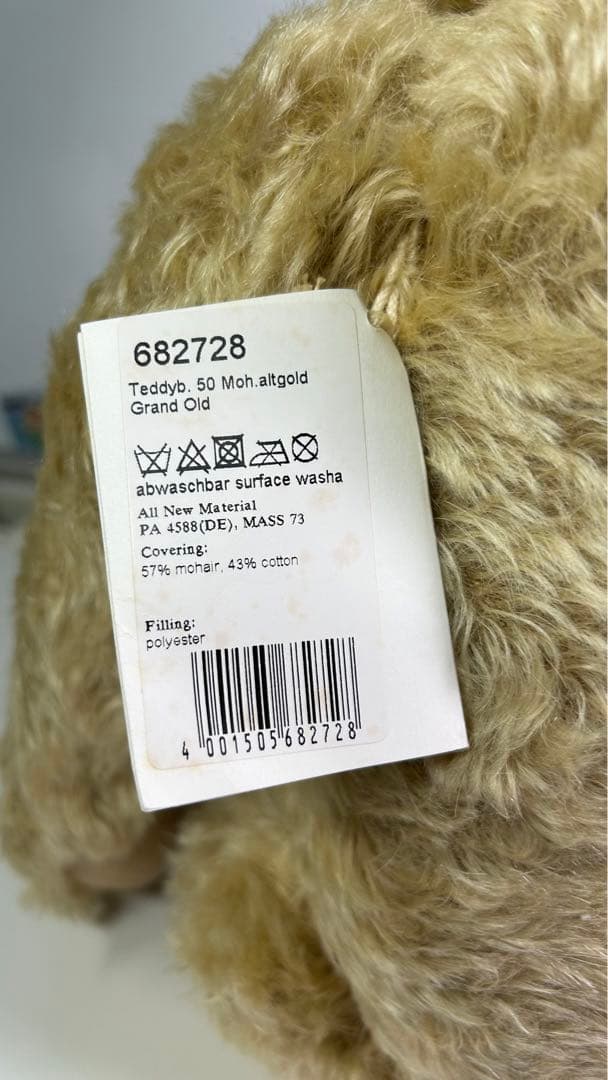 682728
Teddyb. 50 Moh.altgold
Grand Old
abwaschbar surface washa
All New Material
PA 4588(DE), MASS 73
Covering:
57% mohair, 43% cotton
Filling:
polyester
4 001505 682728